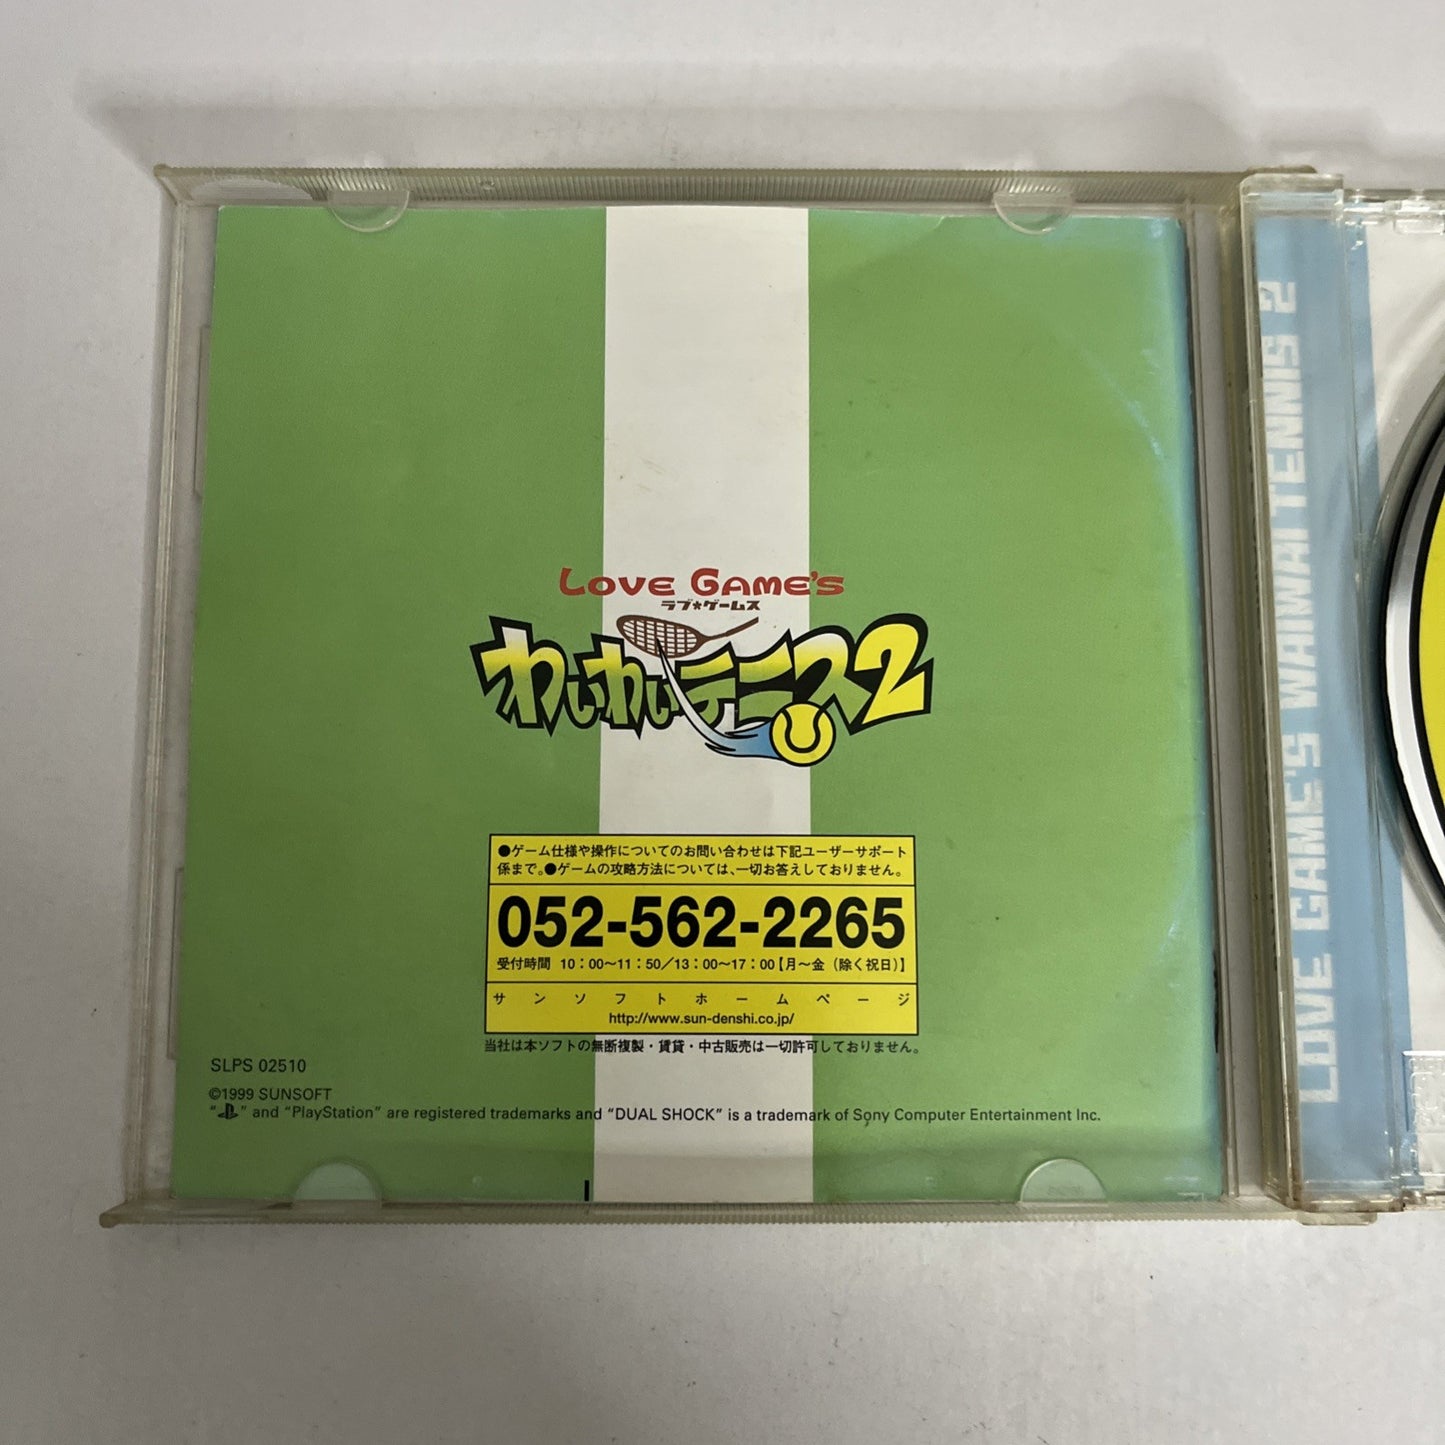 LOVE GAME'S
ラブ*ゲームス
わいわいテニス2
●ゲーム仕様や操作についてのお問い合わせは下記ユーザーサポート
係まで。●ゲームの攻略方法については、一切お答えしておりません。
052-562-2265
受付時間 10：00〜11：50／13：00〜17：00【月〜金（除く祝日）】
サンソフトホームページ
http://www.sun-denshi.co.jp/
当社は本ソフトの無断複製・賃貸・中古販売は一切許可しておりません。
SLPS 02510
©1999 SUNSOFT
“ ” and “PlayStation” are registered trademarks and “DUAL SHOCK” is a trademark of Sony Computer Entertainment Inc.
LOVE GAME'S WAIWAI TENNIS 2